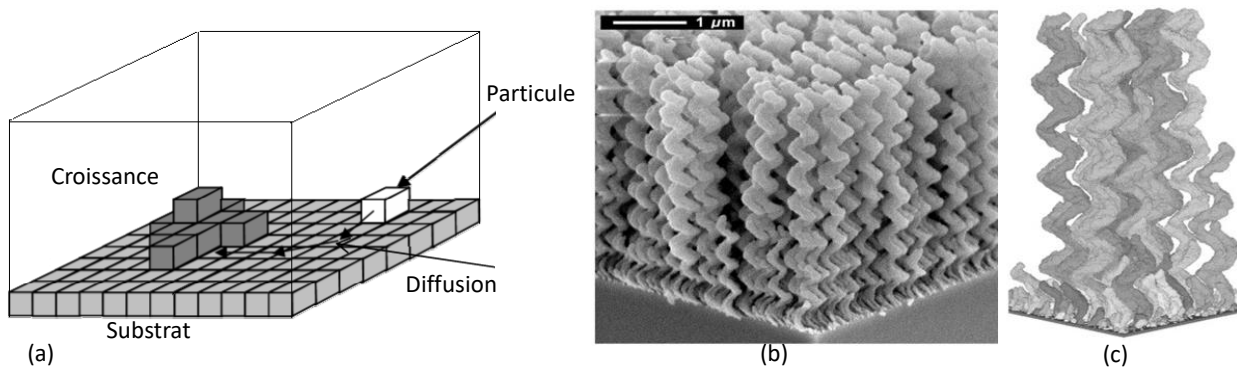 Particule
Croissance
Diffusion
Substrat
(a)
1 µm
(b)
(c)